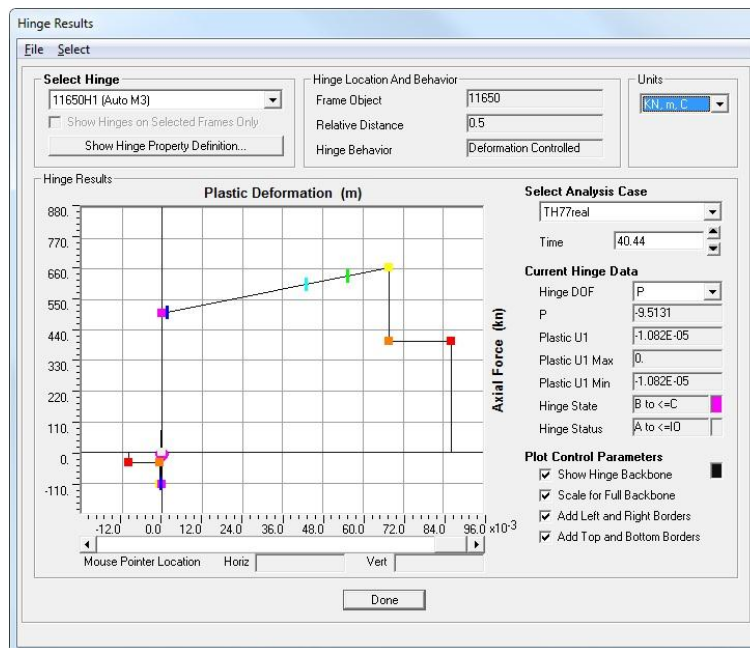 Hinge Results
File Select
Select Hinge
11650H1 (Auto M3)
Show Hinges on Selected Frames Only
Show Hinge Property Definition...
Hinge Location And Behavior
Frame Object 11650
Relative Distance 0.5
Hinge Behavior Deformation Controlled
Units
KN, m, C
Hinge Results
Plastic Deformation (m)
880.
770.
660.
550.
440.
330.
220.
110.
0.
-110.
-12.0 0.0 12.0 24.0 36.0 48.0 60.0 72.0 84.0 96.0 x10-3
Axial Force (kn)
Mouse Pointer Location Horiz Vert
Select Analysis Case
TH77real
Time 40.44
Current Hinge Data
Hinge DOF P
P -9.5131
Plastic U1 -1.082E-05
Plastic U1 Max 0.
Plastic U1 Min -1.082E-05
Hinge State B to <=C
Hinge Status A to <=IO
Plot Control Parameters
Show Hinge Backbone
Scale for Full Backbone
Add Left and Right Borders
Add Top and Bottom Borders
Done